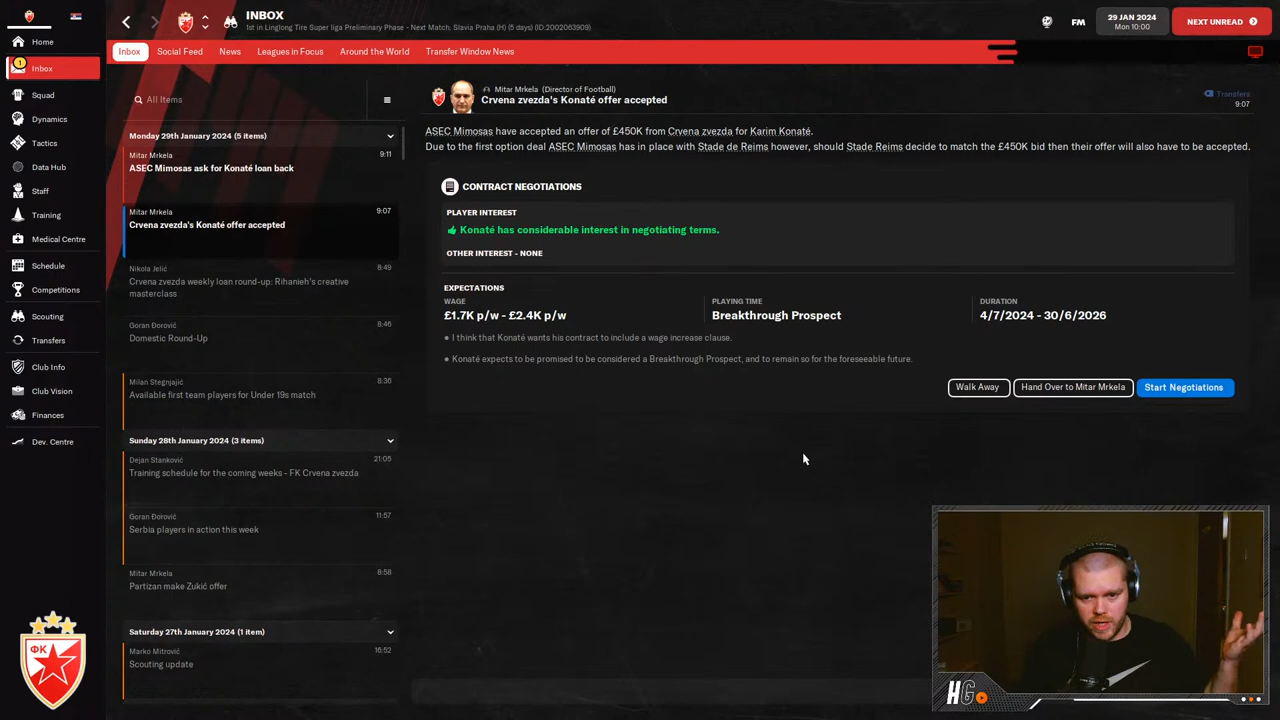 INBOX
1st in Linglong Tire Super liga Preliminary Phase - Next Match: Slavia Praha (H) (5 days) (ID:2002063909)
FM
29 JAN 2024
Mon 10:00
NEXT UNREAD
Home
1
Inbox
Squad
Dynamics
Tactics
Data Hub
Staff
Training
Medical Centre
Schedule
Competitions
Scouting
Transfers
Club Info
Club Vision
Finances
Dev. Centre
ФК
Inbox
Social Feed
News
Leagues in Focus
Around the World
Transfer Window News
All Items
Monday 29th January 2024 (5 items)
Mitar Mrkela 9:11
ASEC Mimosas ask for Konaté loan back
Mitar Mrkela 9:07
Crvena zvezda's Konaté offer accepted
Nikola Jelić 8:49
Crvena zvezda weekly loan round-up: Rihanieh's creative
masterclass
Goran Đorović 8:46
Domestic Round-Up
Milan Stegnjajić 8:36
Available first team players for Under 19s match
Sunday 28th January 2024 (3 items)
Dejan Stanković 21:05
Training schedule for the coming weeks - FK Crvena zvezda
Goran Đorović 11:57
Serbia players in action this week
Mitar Mrkela 8:58
Partizan make Zukić offer
Saturday 27th January 2024 (1 item)
Marko Mitrović 16:52
Scouting update
Mitar Mrkela (Director of Football)
Crvena zvezda's Konaté offer accepted
Transfers
9:07
ASEC Mimosas have accepted an offer of £450K from Crvena zvezda for Karim Konaté.
Due to the first option deal ASEC Mimosas has in place with Stade de Reims however, should Stade Reims decide to match the £450K bid then their offer will also have to be accepted.
CONTRACT NEGOTIATIONS
PLAYER INTEREST
Konaté has considerable interest in negotiating terms.
OTHER INTEREST - NONE
EXPECTATIONS
WAGE
£1.7K p/w - £2.4K p/w
PLAYING TIME
Breakthrough Prospect
DURATION
4/7/2024 - 30/6/2026
I think that Konaté wants his contract to include a wage increase clause.
Konaté expects to be promised to be considered a Breakthrough Prospect, and to remain so for the foreseeable future.
Walk Away
Hand Over to Mitar Mrkela
Start Negotiations
HG